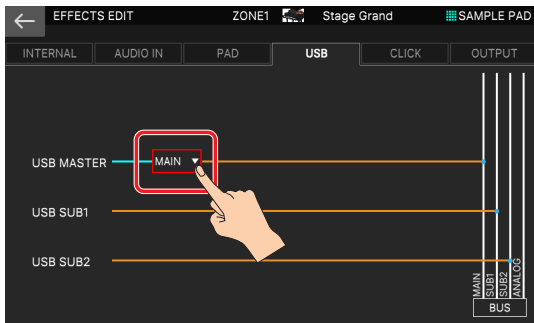 EFFECTS EDIT ZONE1 Stage Grand SAMPLE PAD
INTERNAL AUDIO IN PAD USB CLICK OUTPUT
USB MASTER MAIN
USB SUB1
USB SUB2
MAIN
SUB1
SUB2
ANALOG
BUS